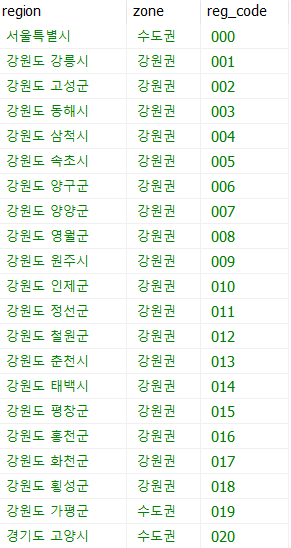 region zone reg_code
서울특별시 수도권 000
강원도 강릉시 강원권 001
강원도 고성군 강원권 002
강원도 동해시 강원권 003
강원도 삼척시 강원권 004
강원도 속초시 강원권 005
강원도 양구군 강원권 006
강원도 양양군 강원권 007
강원도 영월군 강원권 008
강원도 원주시 강원권 009
강원도 인제군 강원권 010
강원도 정선군 강원권 011
강원도 철원군 강원권 012
강원도 춘천시 강원권 013
강원도 태백시 강원권 014
강원도 평창군 강원권 015
강원도 홍천군 강원권 016
강원도 화천군 강원권 017
강원도 횡성군 강원권 018
강원도 가평군 수도권 019
경기도 고양시 수도권 020